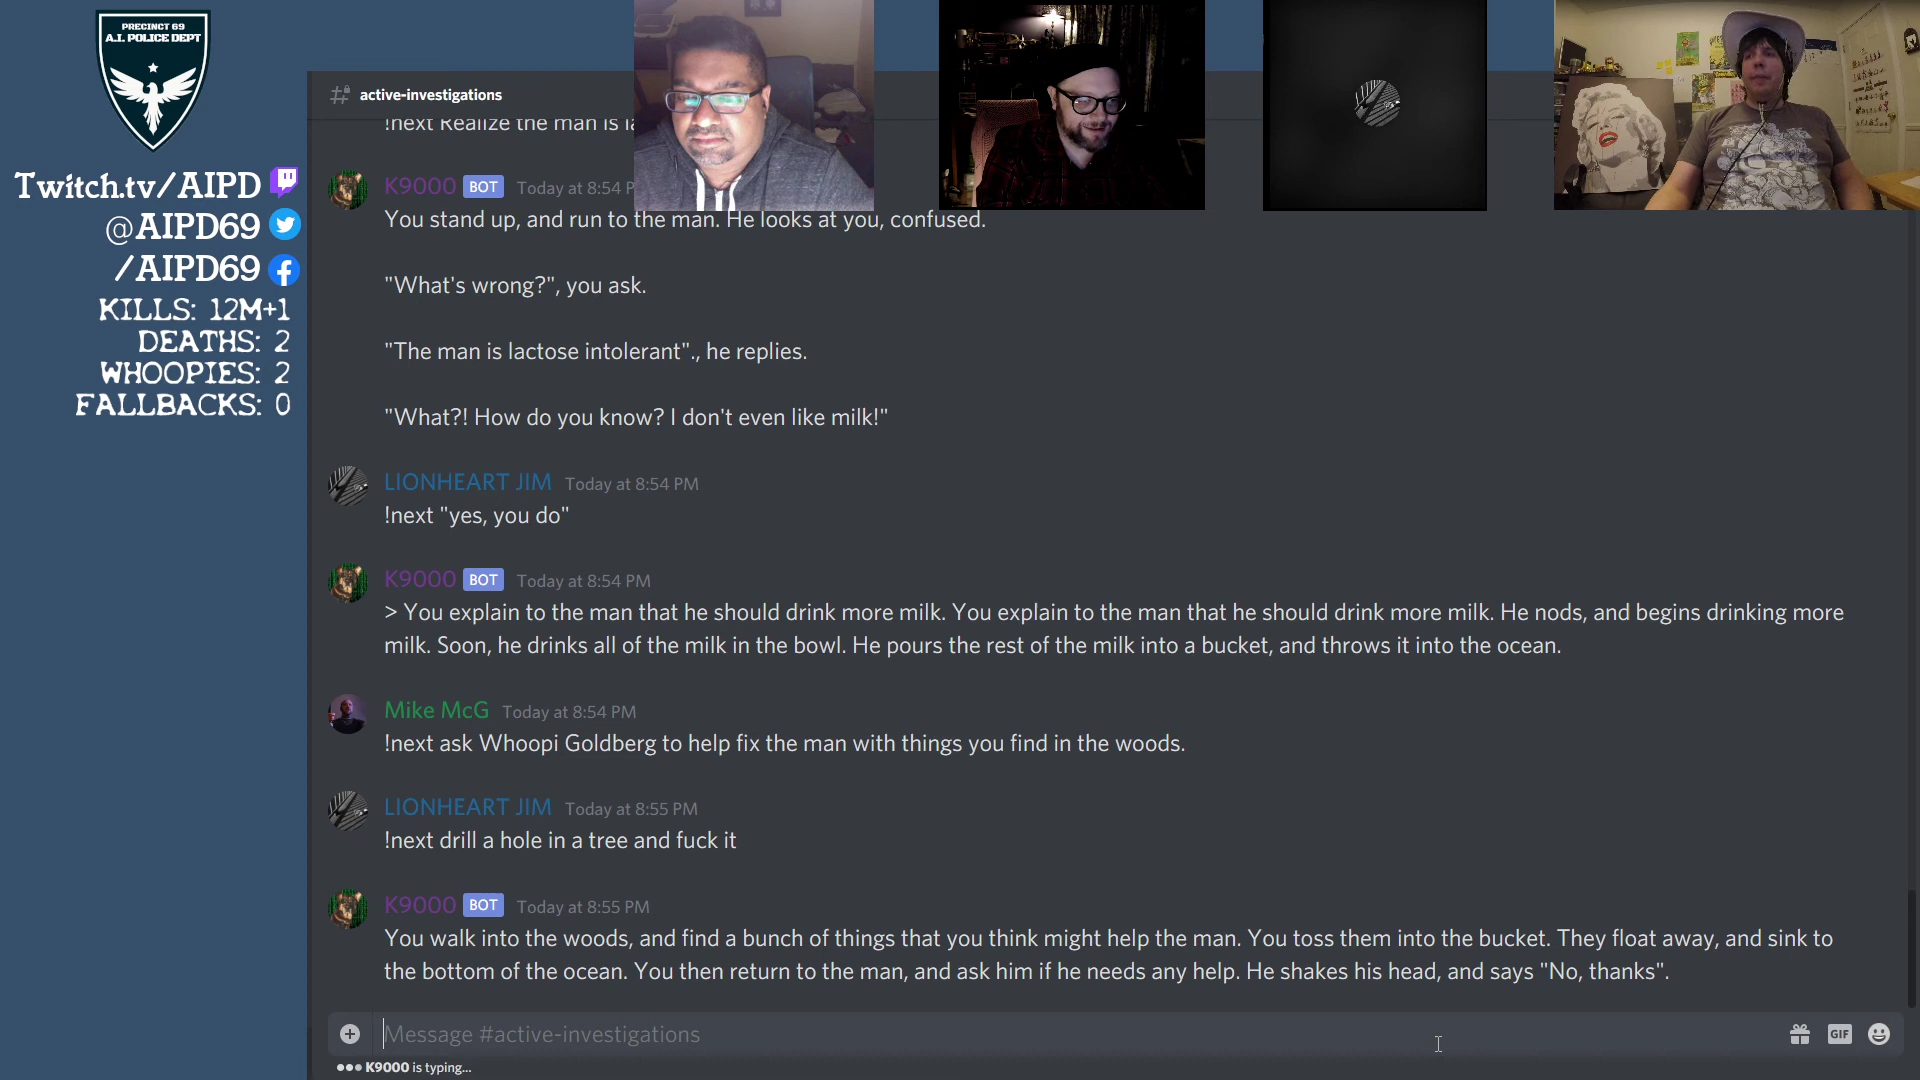 PRECINCT 69
A.I. POLICE DEPT
Twitch.tv/AIPD
@AIPD69
/AIPD69
KILLS: 12M+1
DEATHS: 2
WHOOPIES: 2
FALLBACKS: 0
active-investigations
!next Realize the man is
K9000 BOT Today at 8:54 P
You stand up, and run to the man. He looks at you, confused.
"What's wrong?", you ask.
"The man is lactose intolerant"., he replies.
"What?! How do you know? I don't even like milk!"
LIONHEART JIM Today at 8:54 PM
!next "yes, you do"
K9000 BOT Today at 8:54 PM
> You explain to the man that he should drink more milk. You explain to the man that he should drink more milk. He nods, and begins drinking more
milk. Soon, he drinks all of the milk in the bowl. He pours the rest of the milk into a bucket, and throws it into the ocean.
Mike McG Today at 8:54 PM
!next ask Whoopi Goldberg to help fix the man with things you find in the woods.
LIONHEART JIM Today at 8:55 PM
!next drill a hole in a tree and fuck it
K9000 BOT Today at 8:55 PM
You walk into the woods, and find a bunch of things that you think might help the man. You toss them into the bucket. They float away, and sink to
the bottom of the ocean. You then return to the man, and ask him if he needs any help. He shakes his head, and says "No, thanks".
Message #active-investigations
GIF
K9000 is typing...